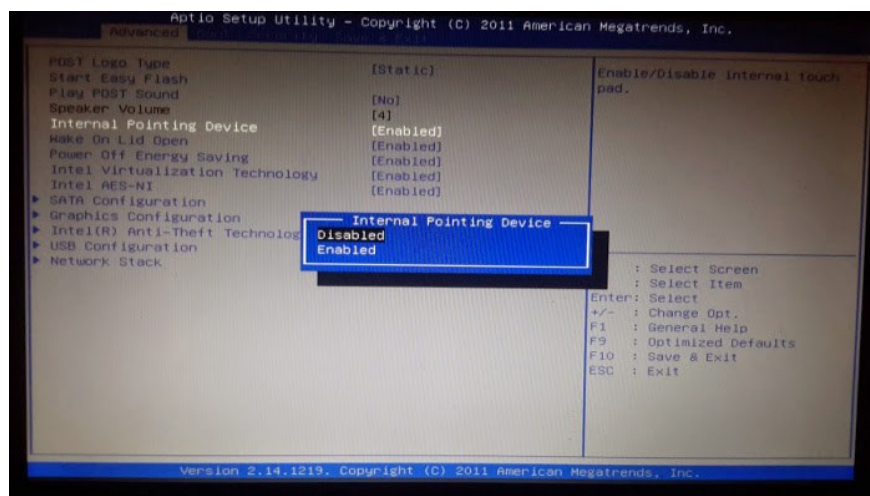 Aptio Setup Utility - Copyright (C) 2011 American Megatrends, Inc.
Advanced
POST Logo Type [Static]
Start Easy Flash
Play POST Sound [No]
Speaker Volume [4]
Internal Pointing Device [Enabled]
Wake On Lid Open [Enabled]
Power Off Energy Saving [Enabled]
Intel Virtualization Technology [Enabled]
Intel AES-NI [Enabled]
SATA Configuration
Graphics Configuration
Intel(R) Anti-Theft Technolog
USB Configuration
Network Stack
Internal Pointing Device
Disabled
Enabled
Enable/Disable internal touch
pad.
: Select Screen
: Select Item
Enter: Select
+/- : Change Opt.
F1 : General Help
F9 : Optimized Defaults
F10 : Save & Exit
ESC : Exit
Version 2.14.1219. Copyright (C) 2011 American Megatrends, Inc.